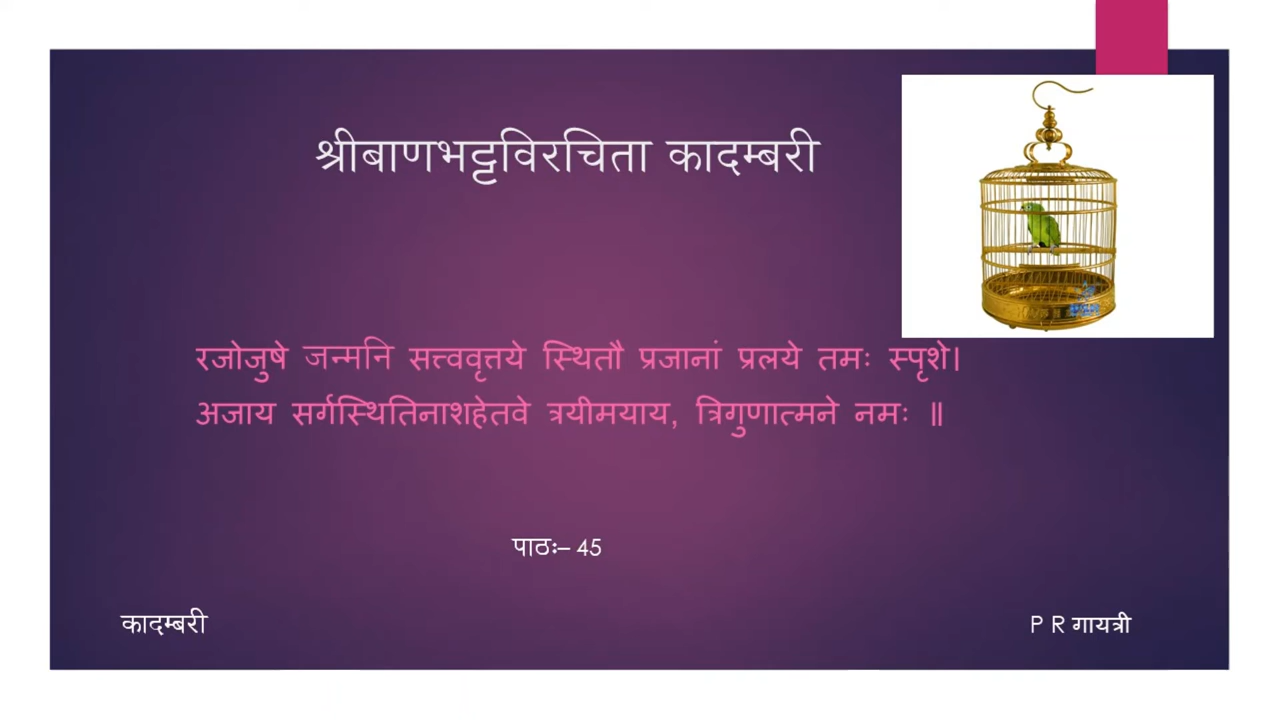 श्रीबाणभट्टविरचिता कादम्बरी
रजोजुषे जन्मनि सत्त्ववृत्तये स्थितौ प्रजानां प्रलये तमः स्पृशे।
अजाय सर्गस्थितिनाशहेतवे त्रयीमयाय, त्रिगुणात्मने नमः ॥
पाठः– 45
कादम्बरी
P R गायत्री